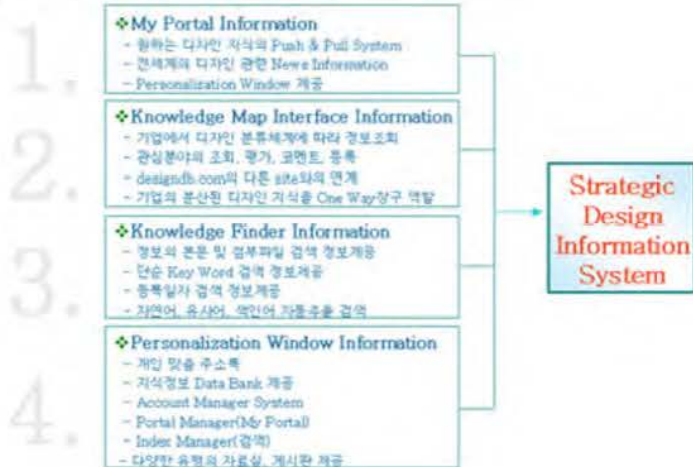 1.
❖My Portal Information
- 원하는 디자인 지식의 Push & Pull System
- 전세계의 디자인 관련 News Information
- Personalization Window 제공
2.
❖Knowledge Map Interface Information
- 기업에서 디자인 분류체계에 따라 정보조회
- 관심분야의 조회, 평가, 코멘트, 등록
- designdb.com의 다른 site와의 연계
- 기업의 분산된 디자인 지식을 One Way창구 역할
3.
❖Knowledge Finder Information
- 정보의 본문 및 첨부파일 검색 정보제공
- 단순 Key Word 검색 정보제공
- 등록일자 검색 정보제공
- 자연어, 유사어, 색인어 자동추출 검색
4.
❖Personalization Window Information
- 개인 맞춤 주소록
- 지식정보 Data Bank 제공
- Account Manager System
- Portal Manager(My Portal)
- Index Manager(검색)
- 다양한 유형의 자료실, 게시판 제공
Strategic
Design
Information
System